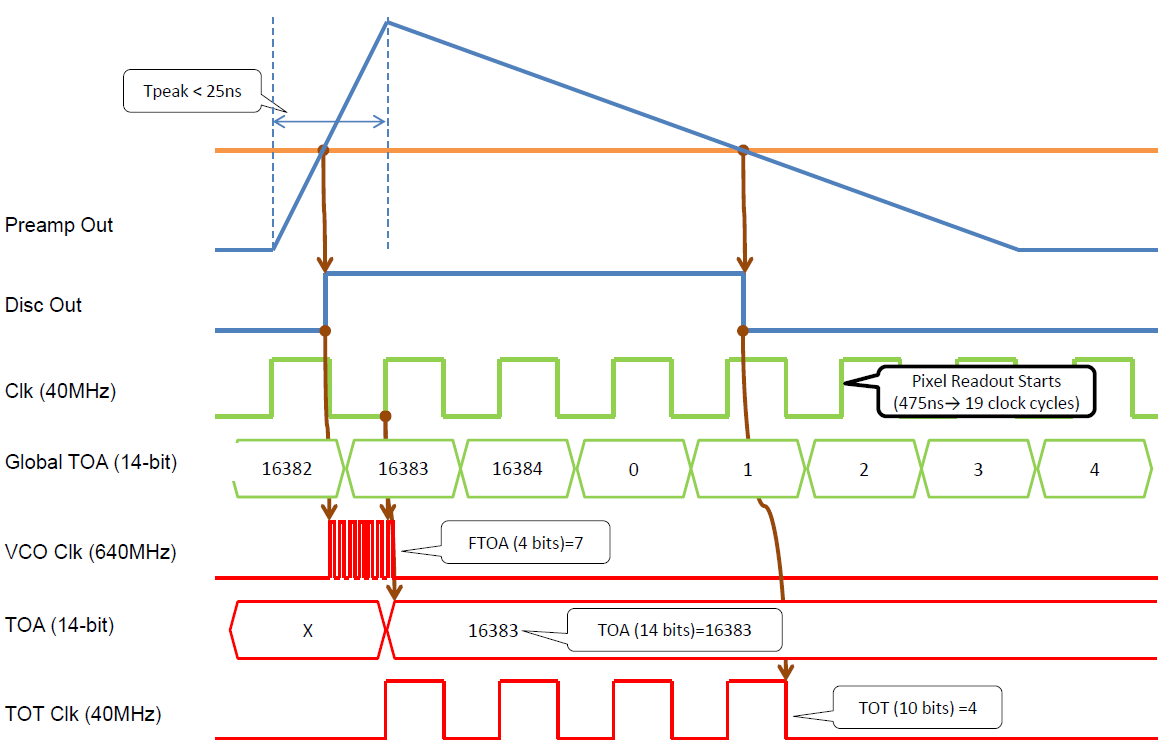 Tpeak < 25ns
Preamp Out
Disc Out
Clk (40MHz)
Pixel Readout Starts
(475ns→ 19 clock cycles)
Global TOA (14-bit)
16382
16383
16384
0
1
2
3
4
VCO Clk (640MHz)
FTOA (4 bits)=7
TOA (14-bit)
X
16383
TOA (14 bits)=16383
TOT Clk (40MHz)
TOT (10 bits) =4